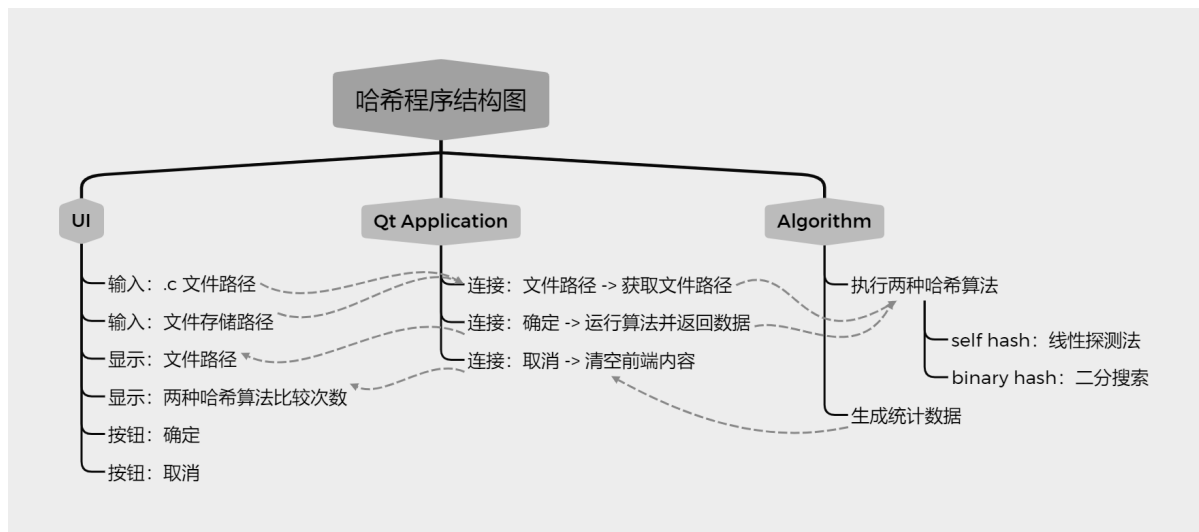 哈希程序结构图
UI
输入：.c 文件路径
输入：文件存储路径
显示：文件路径
显示：两种哈希算法比较次数
按钮：确定
按钮：取消
Qt Application
连接：文件路径 -> 获取文件路径
连接：确定 -> 运行算法并返回数据
连接：取消 -> 清空前端内容
Algorithm
执行两种哈希算法
self hash：线性探测法
binary hash：二分搜索
生成统计数据